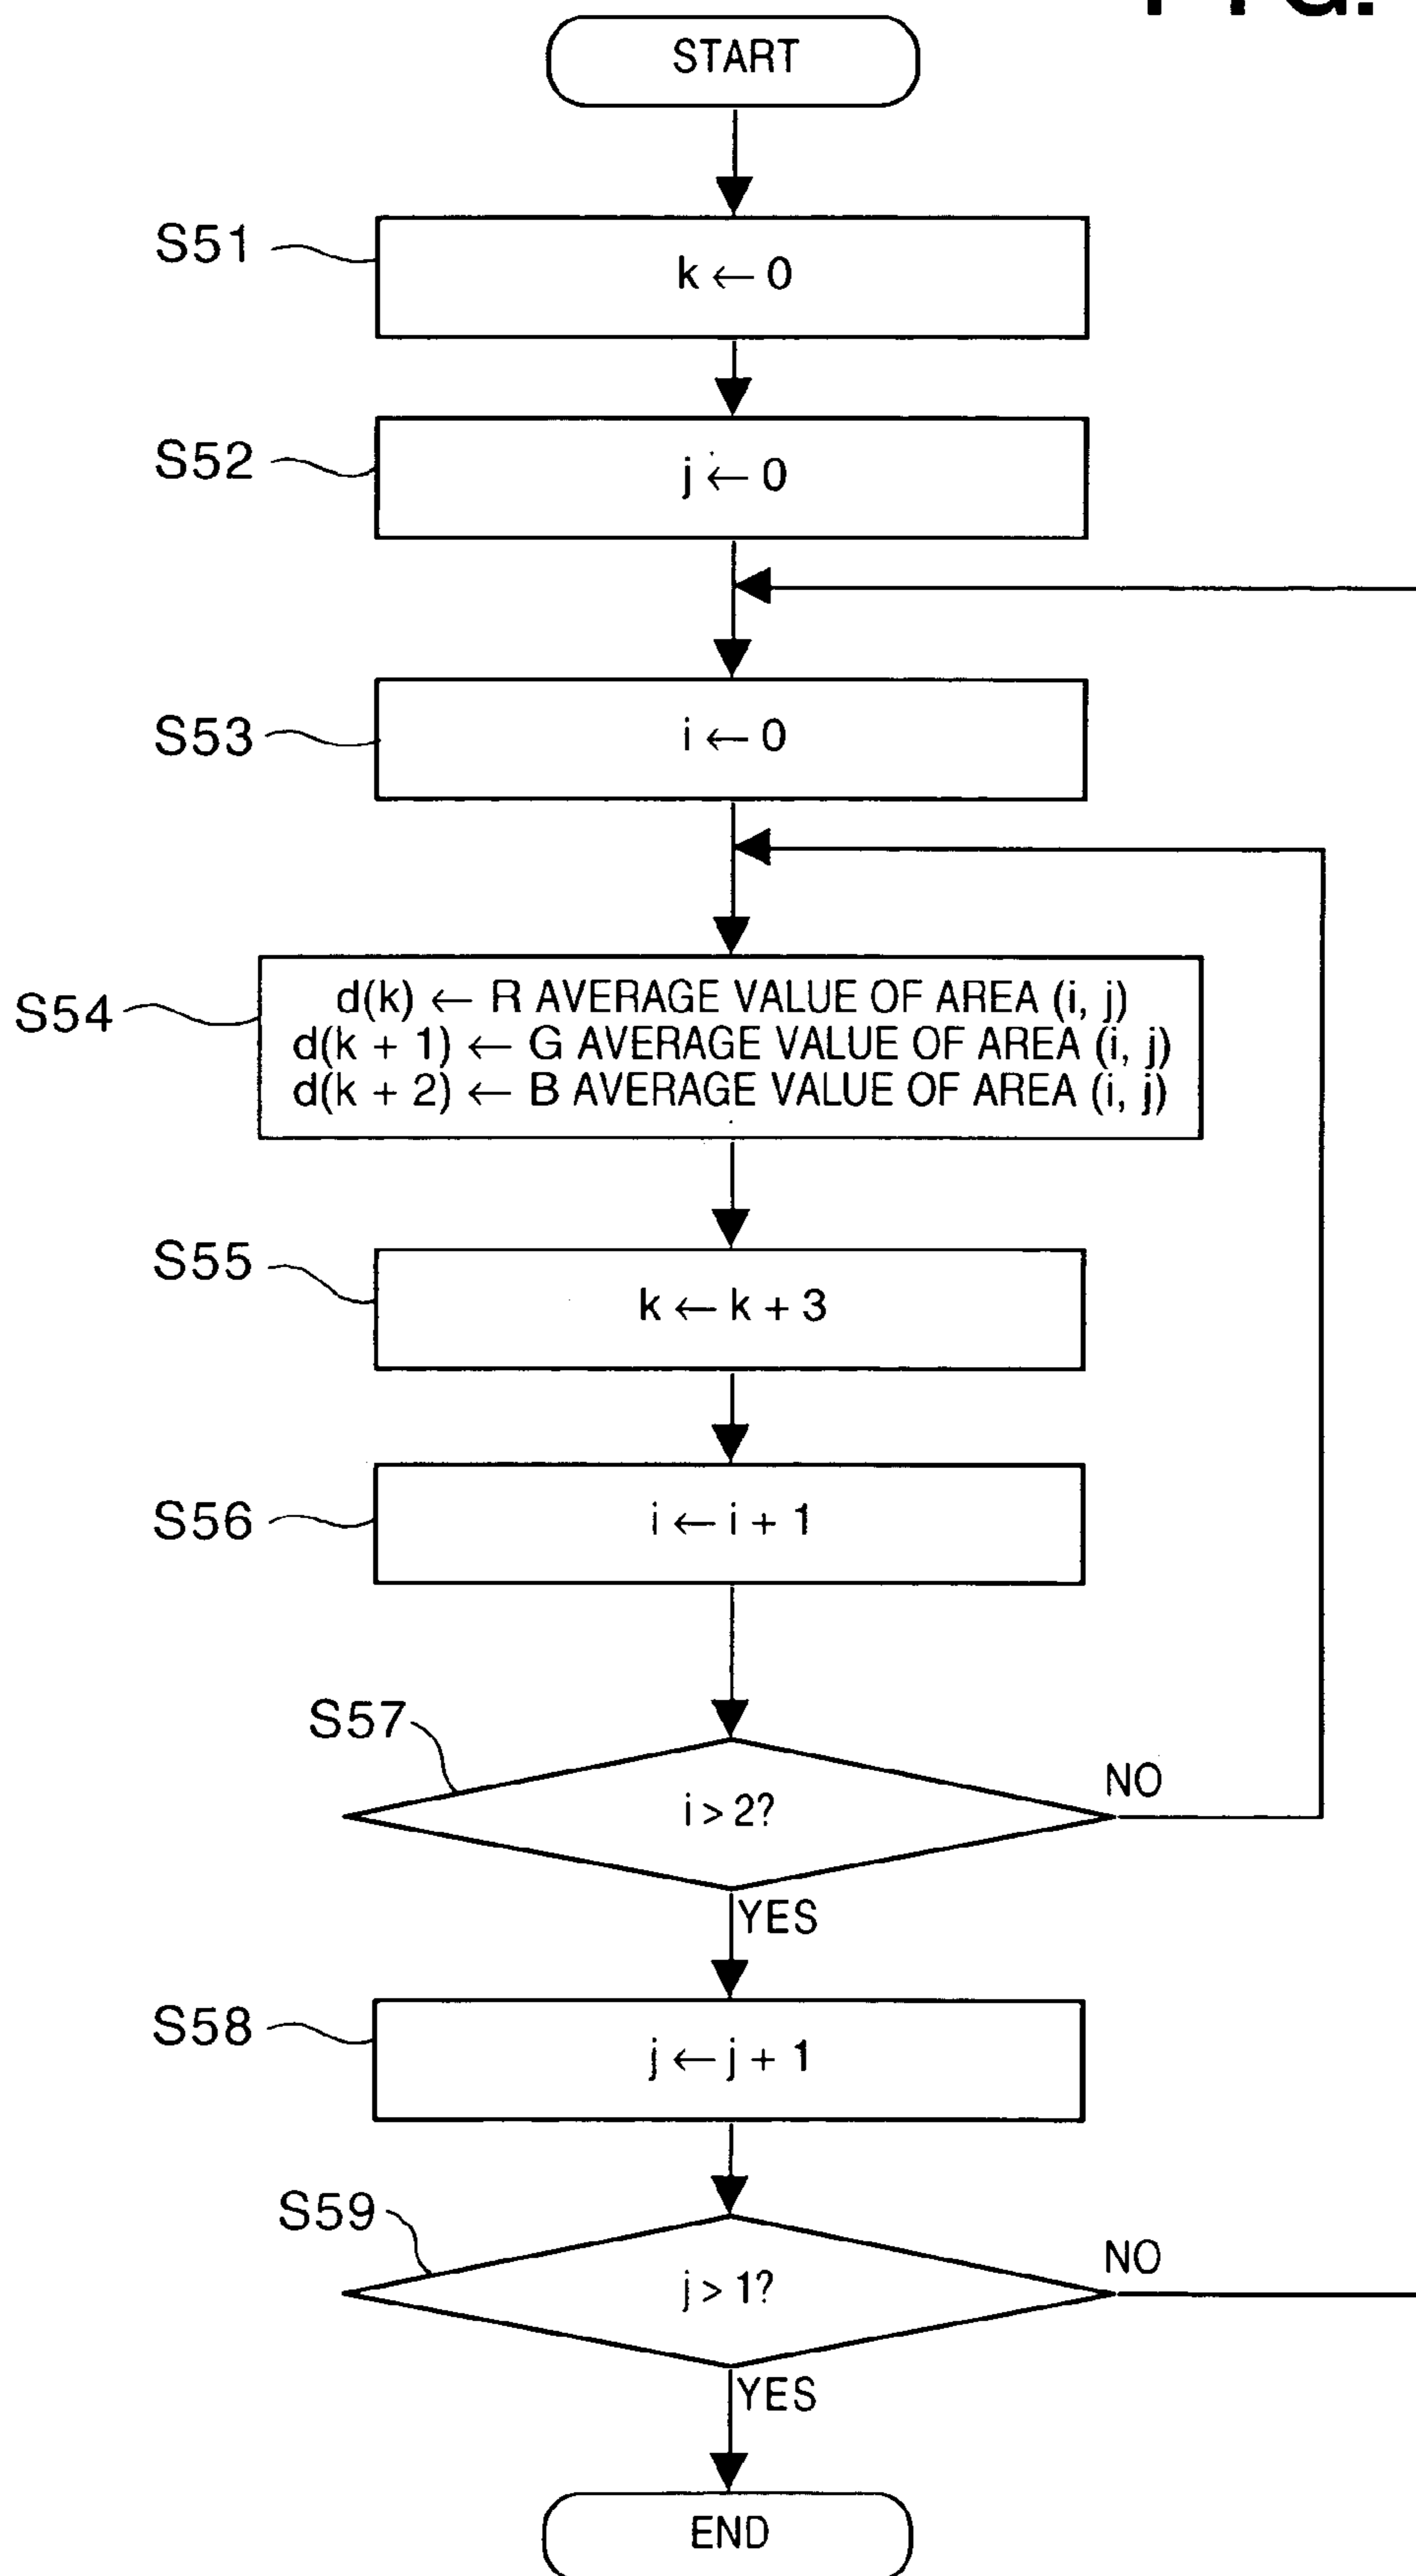 FIG.
START
S51
k ← 0
S52
j ← 0
S53
i ← 0
S54
d(k) ← R AVERAGE VALUE OF AREA (i, j)
d(k + 1) ← G AVERAGE VALUE OF AREA (i, j)
d(k + 2) ← B AVERAGE VALUE OF AREA (i, j)
S55
k ← k + 3
S56
i ← i + 1
S57
i > 2?
NO
YES
S58
j ← j + 1
S59
j > 1?
NO
YES
END